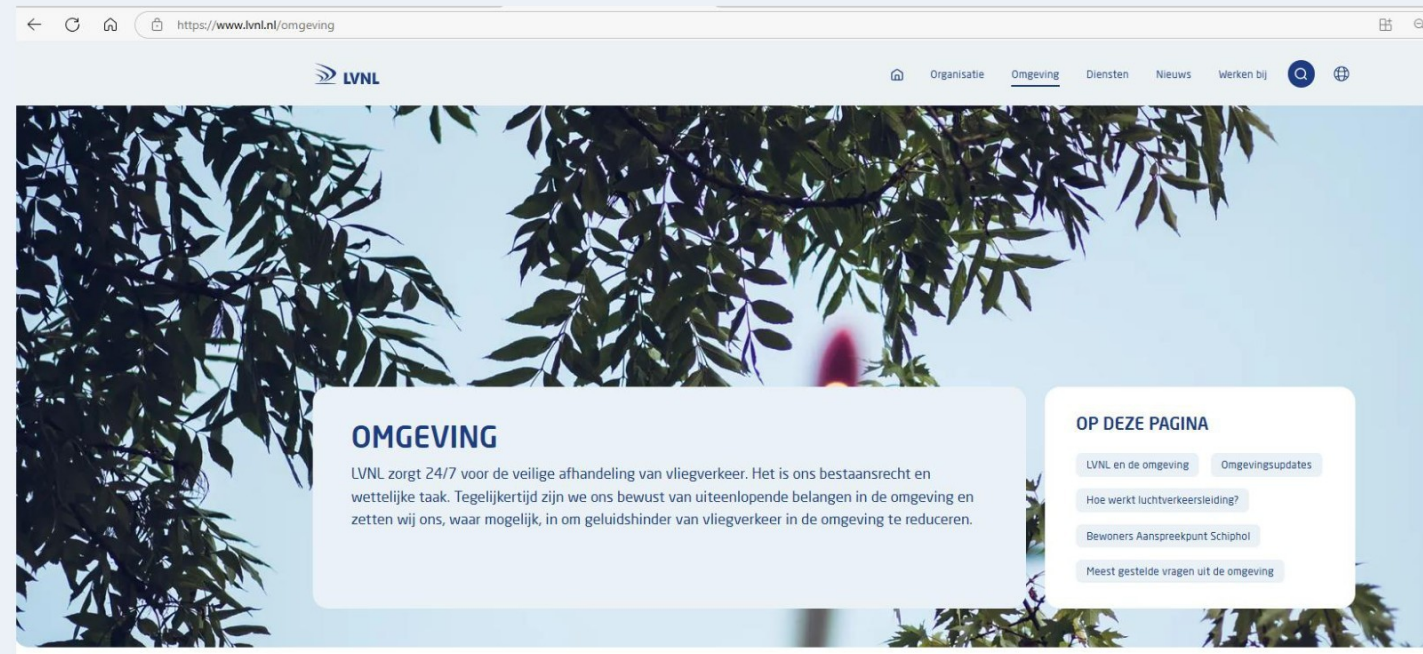 https://www.lvnl.nl/omgeving
LVNL
Organisatie Omgeving Diensten Nieuws Werken bij
OMGEVING
LVNL zorgt 24/7 voor de veilige afhandeling van vliegverkeer. Het is ons bestaansrecht en
wettelijke taak. Tegelijkertijd zijn we ons bewust van uiteenlopende belangen in de omgeving en
zetten wij ons, waar mogelijk, in om geluidshinder van vliegverkeer in de omgeving te reduceren.
OP DEZE PAGINA
LVNL en de omgeving Omgevingsupdates
Hoe werkt luchtverkeersleiding?
Bewoners Aanspreekpunt Schiphol
Meest gestelde vragen uit de omgeving